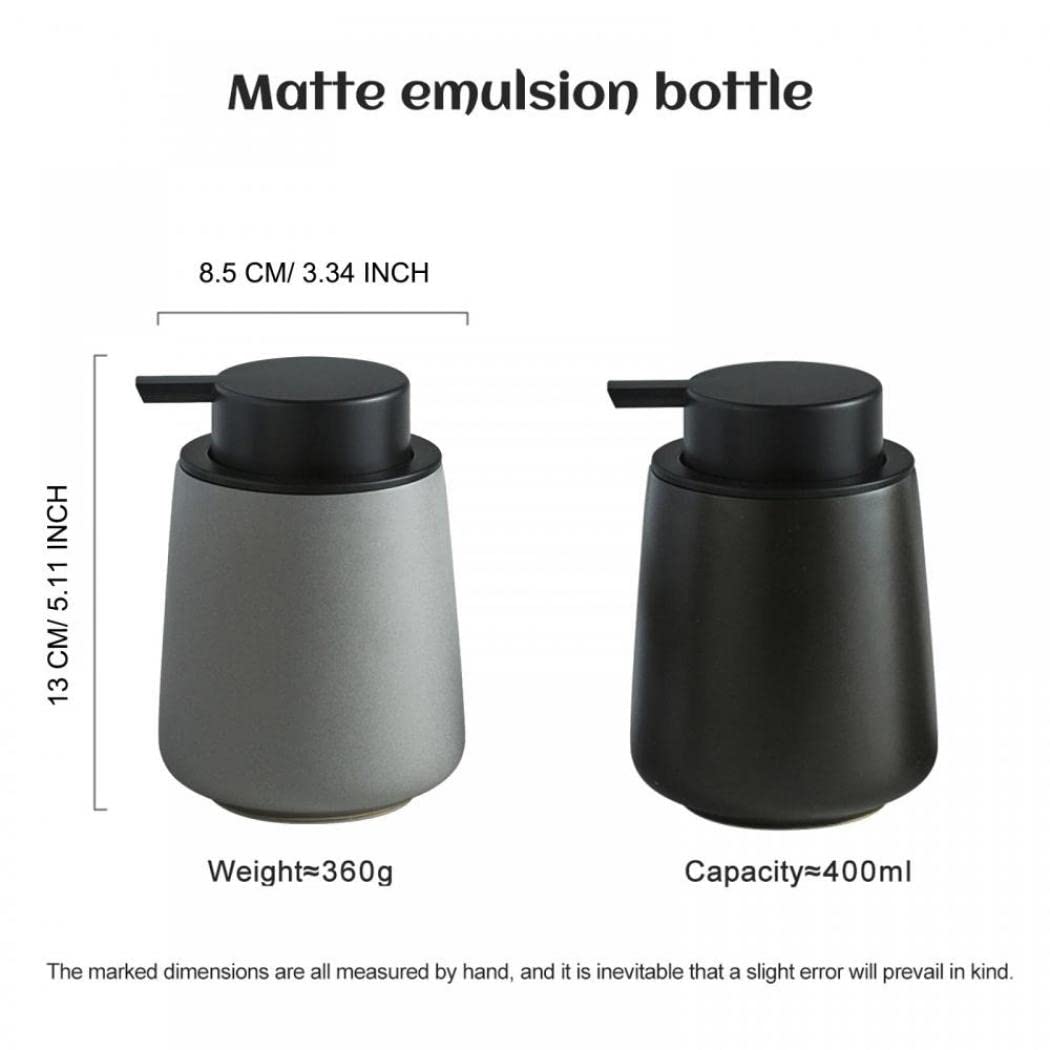 Matte emulsion bottle
8.5 CM/ 3.34 INCH
13 CM/ 5.11 INCH
Weight≈360g
Capacity≈400ml
The marked dimensions are all measured by hand, and it is inevitable that a slight error will prevail in kind.